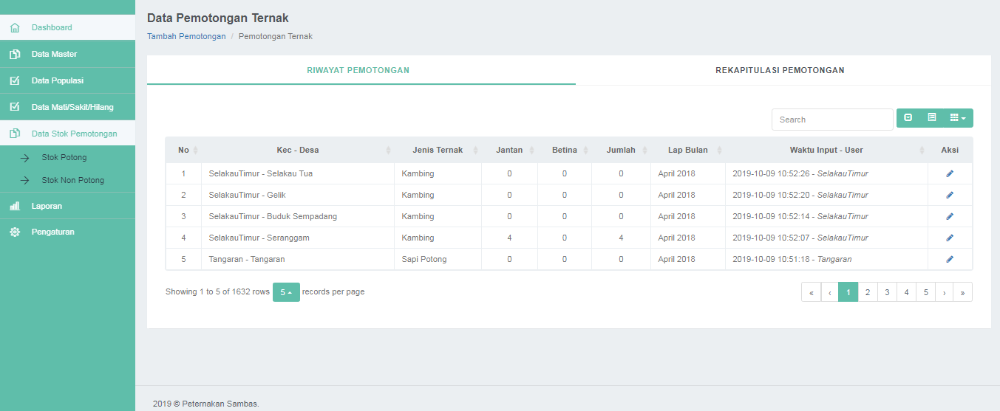 Dashboard
Data Master
Data Populasi
Data Mati/Sakit/Hilang
Data Stok Pemotongan
Stok Potong
Stok Non Potong
Laporan
Pengaturan
Data Pemotongan Ternak
Tambah Pemotongan / Pemotongan Ternak
RIWAYAT PEMOTONGAN REKAPITULASI PEMOTONGAN
Search
No Kec - Desa Jenis Ternak Jantan Betina Jumlah Lap Bulan Waktu Input - User Aksi
1 SelakauTimur - Selakau Tua Kambing 0 0 0 April 2018 2019-10-09 10:52:26 - SelakauTimur
2 SelakauTimur - Gelik Kambing 0 0 0 April 2018 2019-10-09 10:52:20 - SelakauTimur
3 SelakauTimur - Buduk Sempadang Kambing 0 0 0 April 2018 2019-10-09 10:52:14 - SelakauTimur
4 SelakauTimur - Seranggam Kambing 4 0 4 April 2018 2019-10-09 10:52:07 - SelakauTimur
5 Tangaran - Tangaran Sapi Potong 0 0 0 April 2018 2019-10-09 10:51:18 - Tangaran
Showing 1 to 5 of 1632 rows 5 records per page « ‹ 1 2 3 4 5 › »
2019 © Peternakan Sambas.